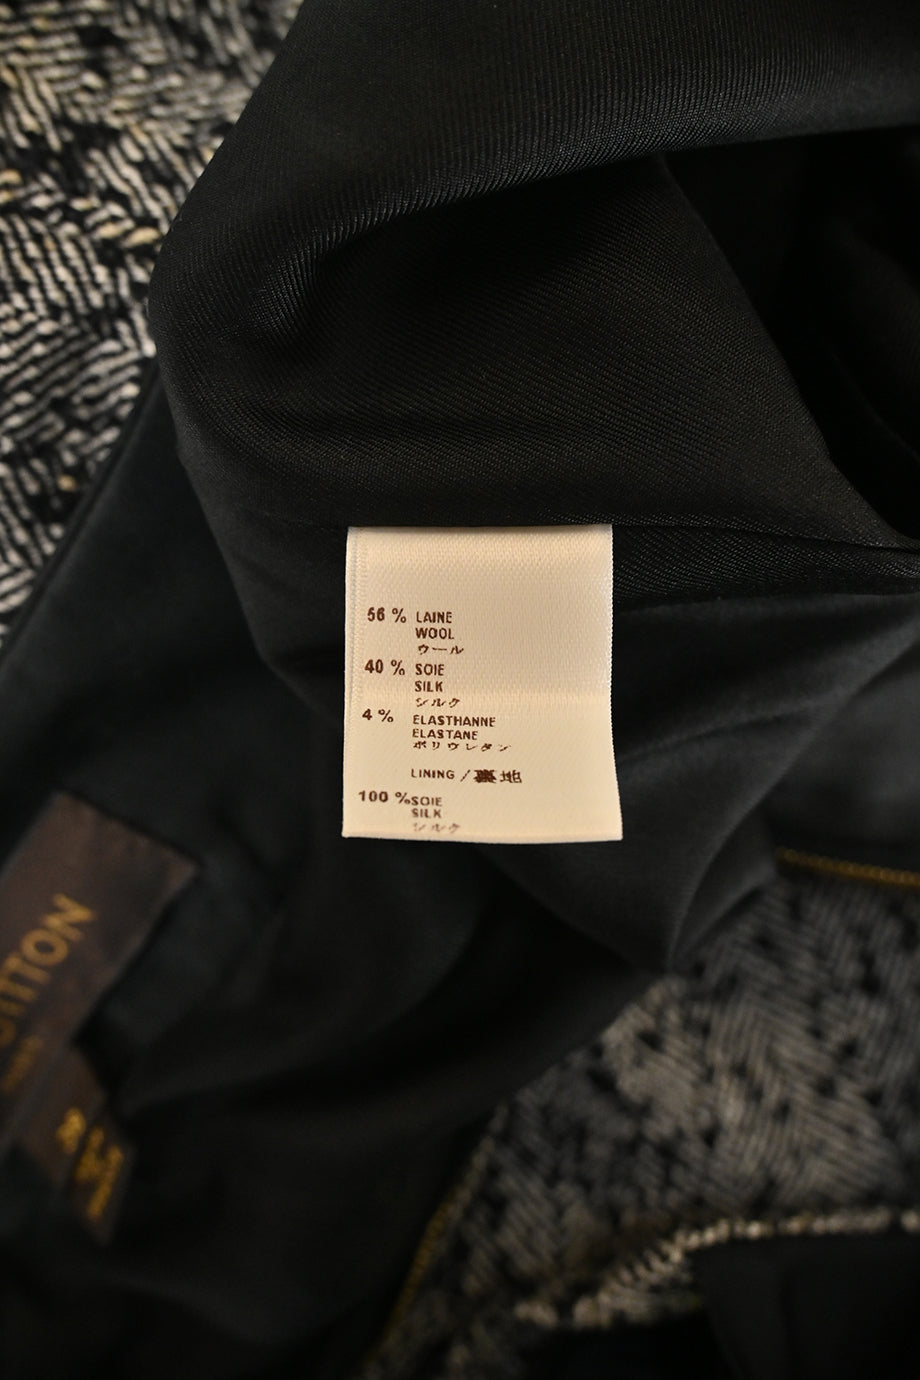 56 % LAINE
WOOL
ウール
40 % SOIE
SILK
シルク
4 % ELASTHANNE
ELASTANE
ポリウレタン
LINING / 裏地
100 % SOIE
SILK
シルク
UITTON